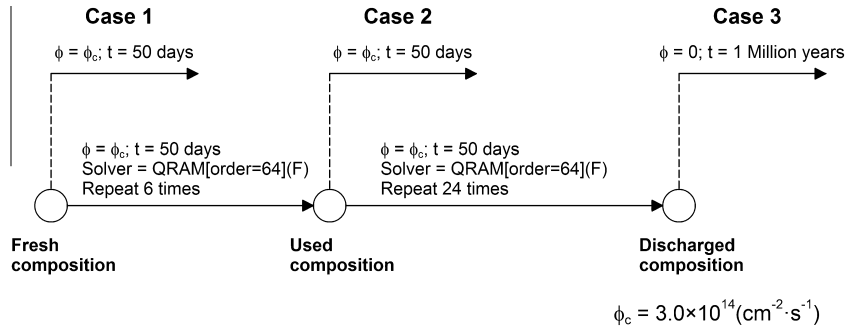 Case 1
Case 2
Case 3
ϕ = ϕc; t = 50 days
ϕ = ϕc; t = 50 days
ϕ = 0; t = 1 Million years
ϕ = ϕc; t = 50 days
Solver = QRAM[order=64](F)
Repeat 6 times
ϕ = ϕc; t = 50 days
Solver = QRAM[order=64](F)
Repeat 24 times
Fresh
composition
Used
composition
Discharged
composition
ϕc = 3.0×10¹⁴(cm⁻²·s⁻¹)